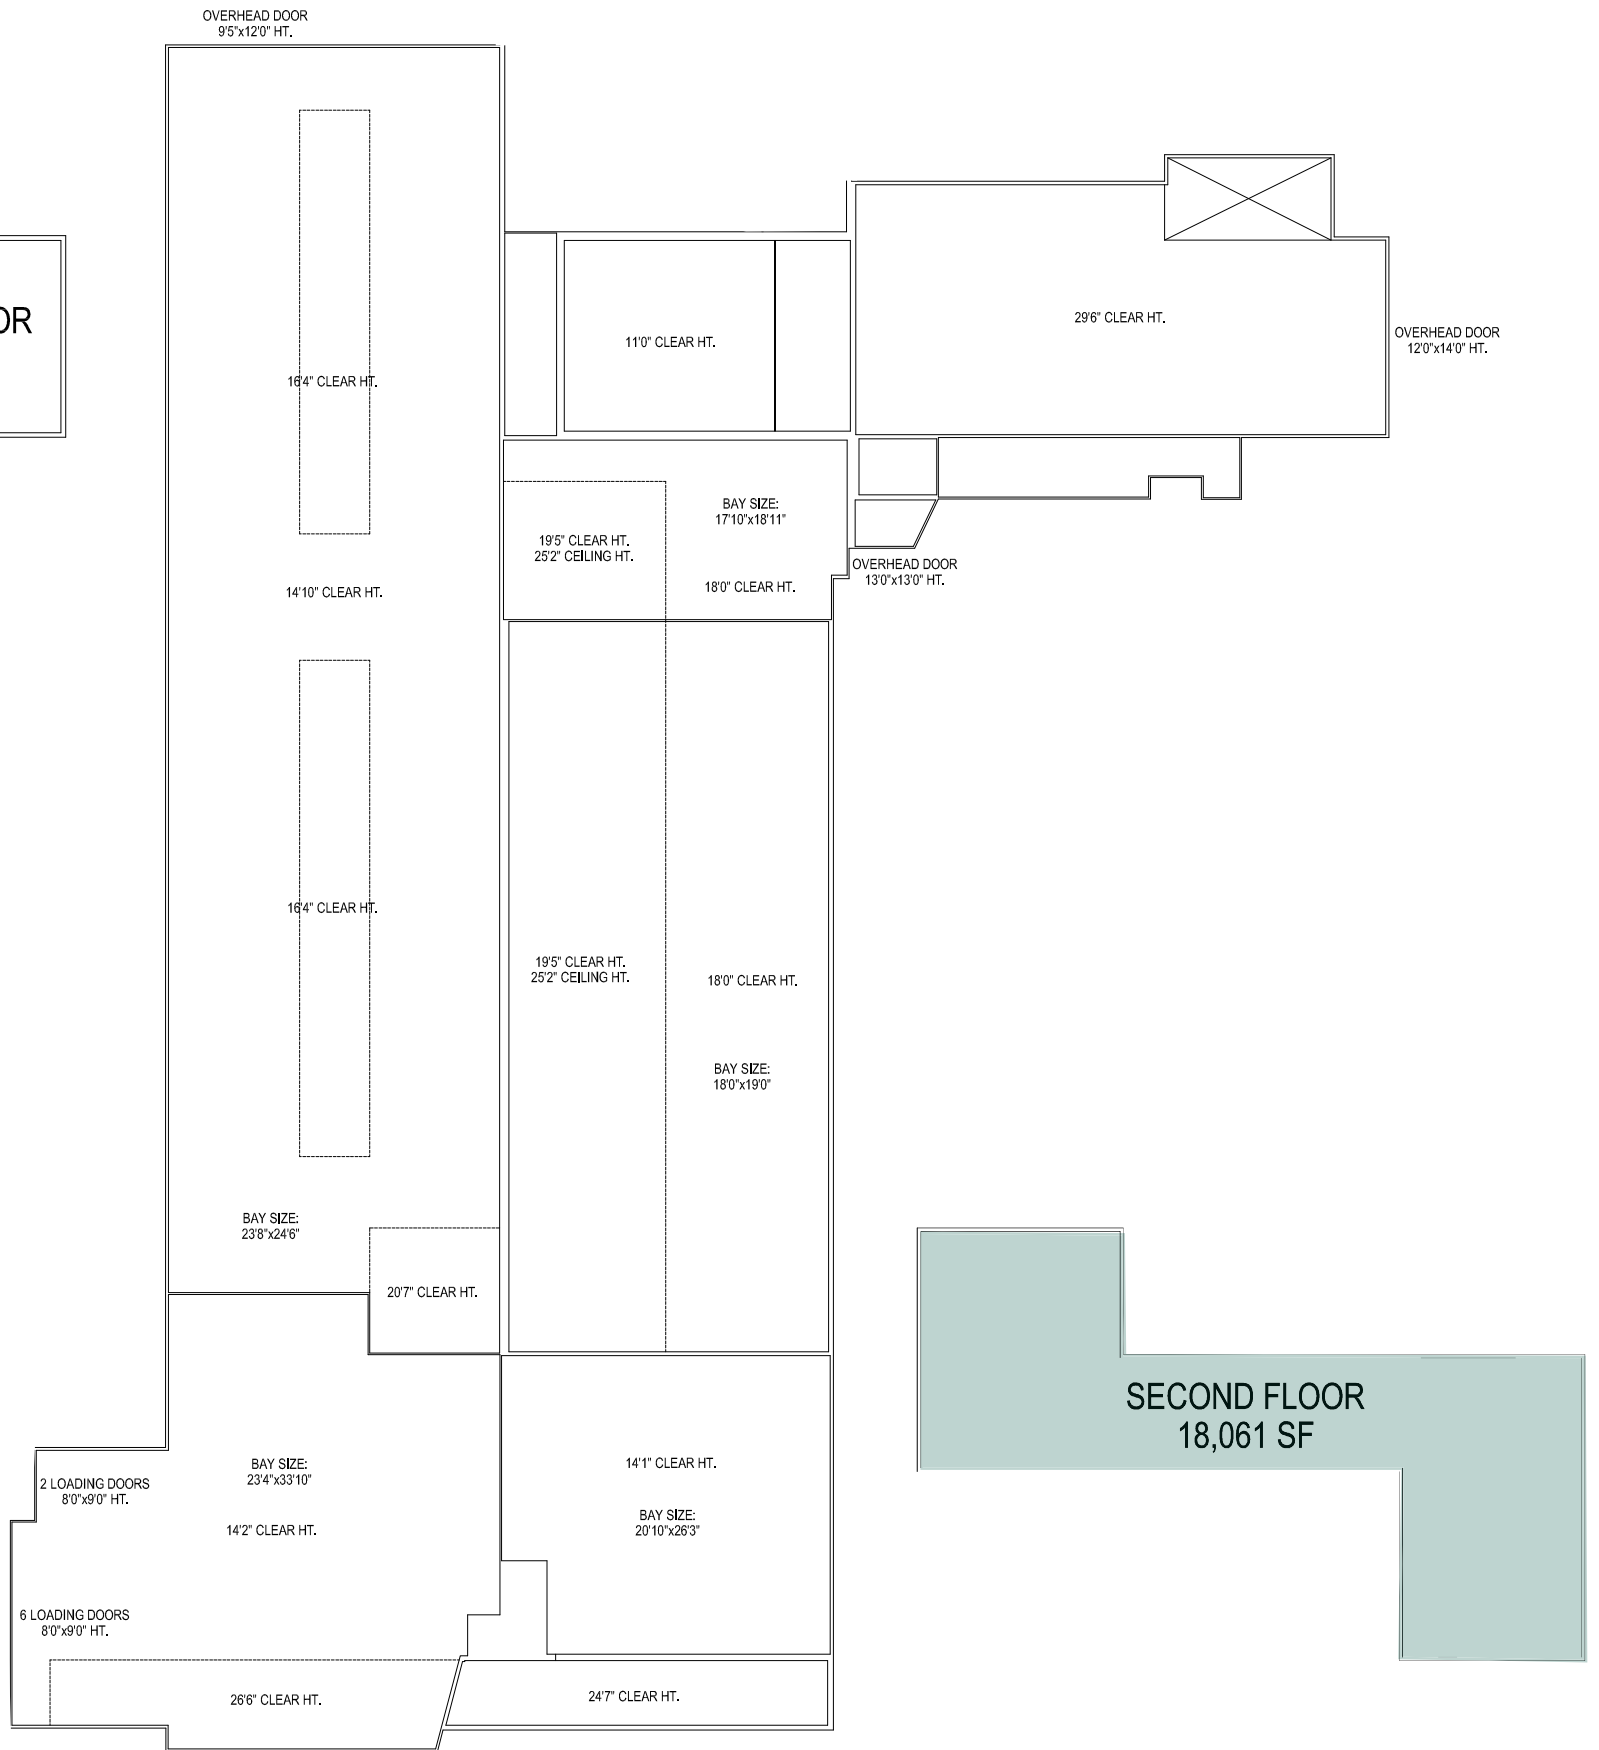 OVERHEAD DOOR
9'5"x12'0" HT.
OR
11'0" CLEAR HT.
29'6" CLEAR HT.
OVERHEAD DOOR
12'0"x14'0" HT.
16'4" CLEAR HT.
BAY SIZE:
17'10"x18'11"
19'5" CLEAR HT.
25'2" CEILING HT.
OVERHEAD DOOR
13'0"x13'0" HT.
14'10" CLEAR HT.
18'0" CLEAR HT.
16'4" CLEAR HT.
19'5" CLEAR HT.
25'2" CEILING HT.
18'0" CLEAR HT.
BAY SIZE:
18'0"x19'0"
BAY SIZE:
23'8"x24'6"
20'7" CLEAR HT.
SECOND FLOOR
18,061 SF
BAY SIZE:
23'4"x33'10"
14'1" CLEAR HT.
2 LOADING DOORS
8'0"x9'0" HT.
14'2" CLEAR HT.
BAY SIZE:
20'10"x26'3"
6 LOADING DOORS
8'0"x9'0" HT.
26'6" CLEAR HT.
24'7" CLEAR HT.